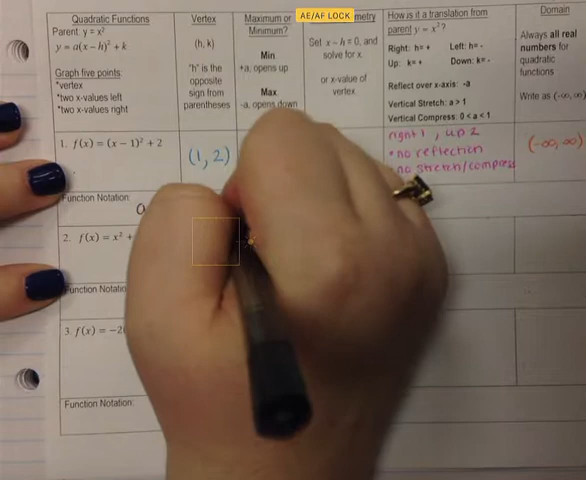 AE/AF LOCK
Quadratic Functions
Parent: y = x²
y = a(x – h)² + k
Graph five points:
*vertex
*two x-values left
*two x-values right
Vertex
(h, k)
"h" is the
opposite
sign from
parentheses
Maximum or
Minimum?
Min
+a, opens up
Max
-a, opens down
metry
Set x – h = 0, and
solve for x
or x-value of
vertex.
How is it a translation from
parent y = x²?
Right: h= + Left: h= -
Up: k= + Down: k= -
Reflect over x-axis: -a
Vertical Stretch: a > 1
Vertical Compress: 0 < a < 1
Domain
Always all real
numbers for
quadratic
functions
Write as (-∞, ∞)
1. f(x) = (x – 1)² + 2
(1, 2)
right 1, up 2
• no reflection
no stretch/compress
(-∞, ∞)
Function Notation:
a
2. f(x) = x² +
Function
3. f(x) = –2
Function Notation: